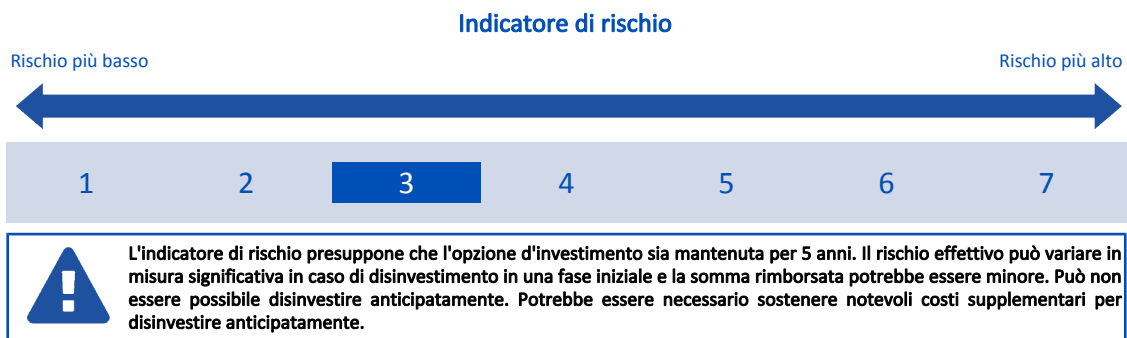 Indicatore di rischio
Rischio più basso
Rischio più alto
1 2 3 4 5 6 7
L'indicatore di rischio presuppone che l'opzione d'investimento sia mantenuta per 5 anni. Il rischio effettivo può variare in
misura significativa in caso di disinvestimento in una fase iniziale e la somma rimborsata potrebbe essere minore. Può non
essere possibile disinvestire anticipatamente. Potrebbe essere necessario sostenere notevoli costi supplementari per
disinvestire anticipatamente.